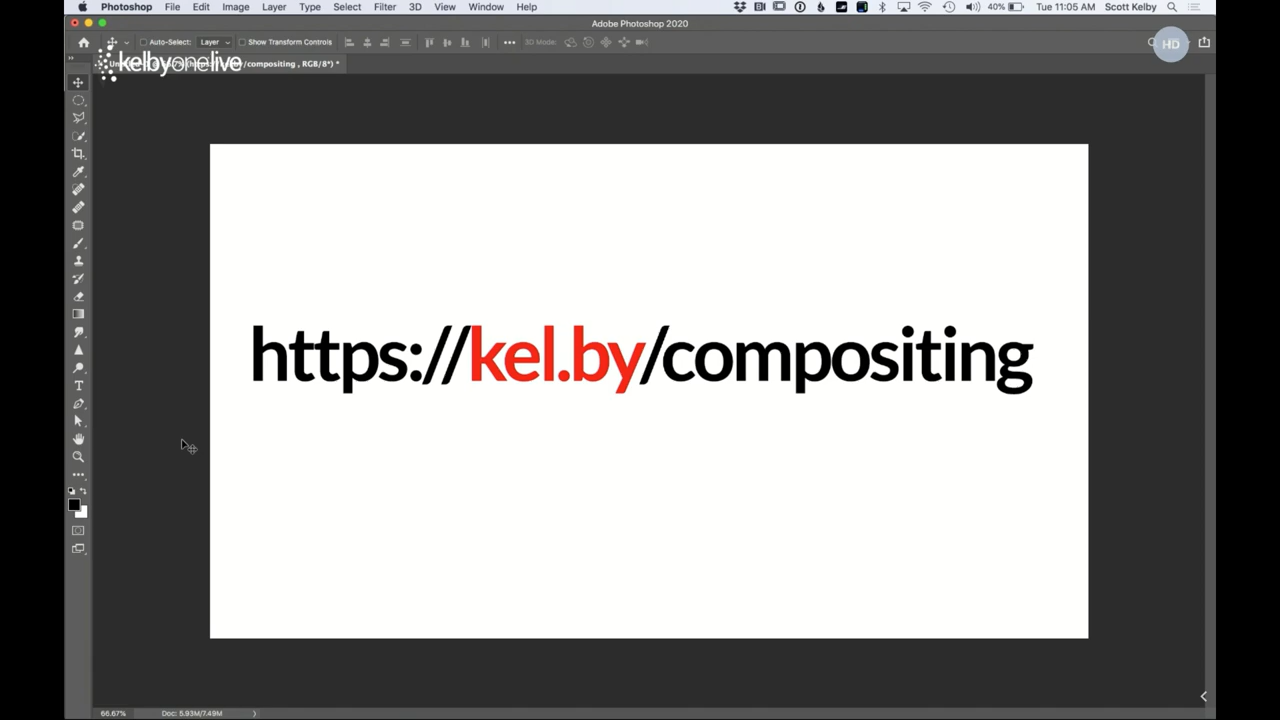 Photoshop File Edit Image Layer Type Select Filter 3D View Window Help 40% Tue 11:05 AM Scott Kelby
Adobe Photoshop 2020
Auto-Select: Layer Show Transform Controls 3D Mode: HD
kelbyonelive
/compositing , RGB/8*) *
https://kel.by/compositing
66.67% Doc: 5.93M/7.49M